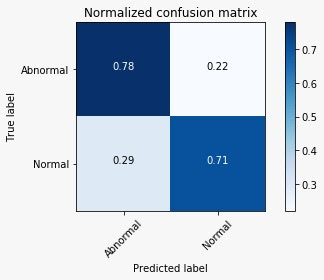 Normalized confusion matrix
True label
Abnormal
0.78
0.22
Normal
0.29
0.71
Abnormal
Normal
Predicted label
0.7
0.6
0.5
0.4
0.3